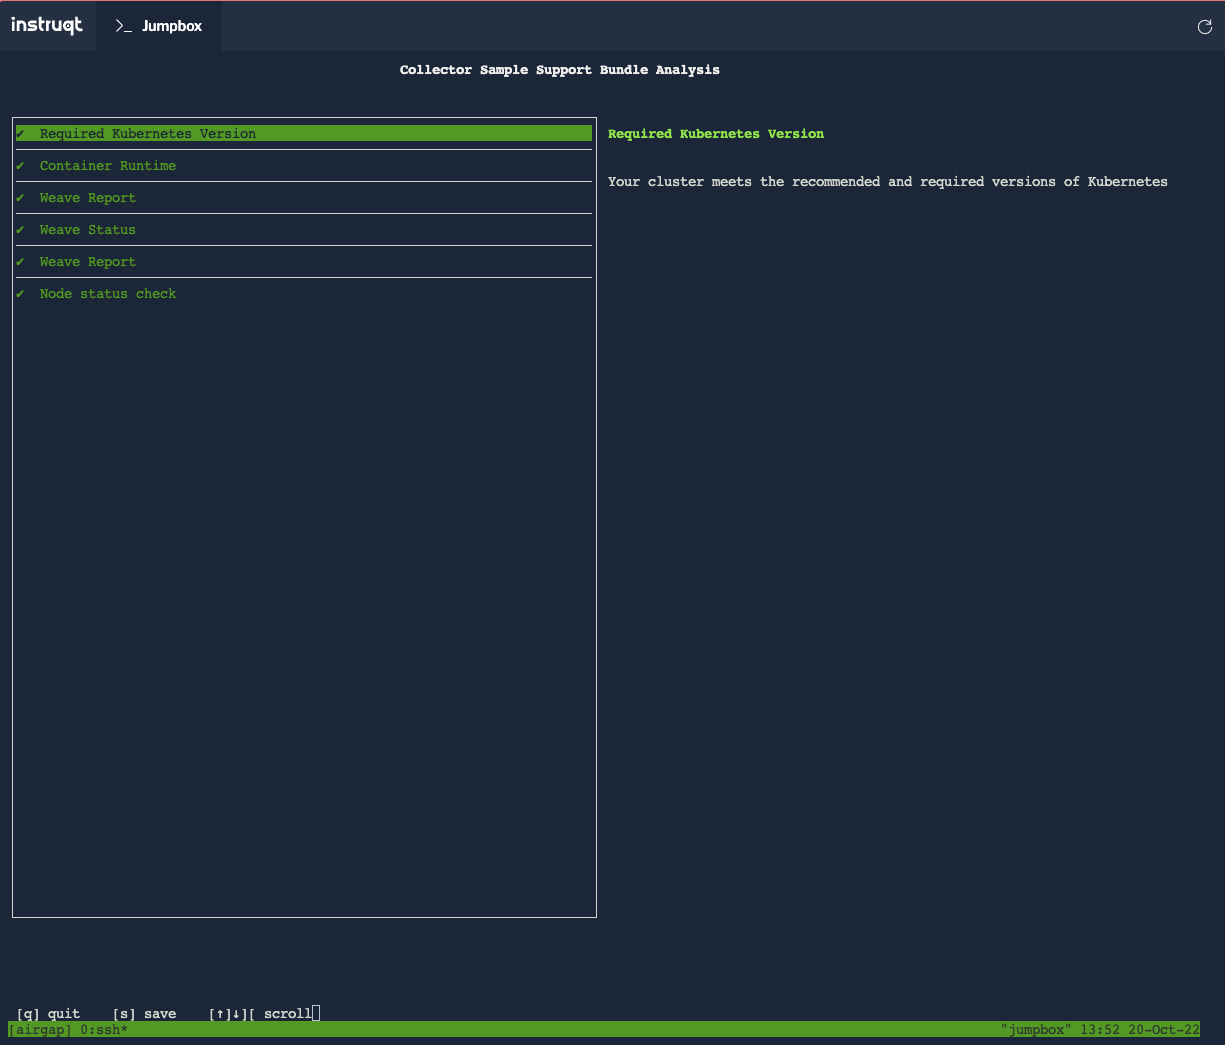 instruqt
>_ Jumpbox
Collector Sample Support Bundle Analysis
✔ Required Kubernetes Version
✔ Container Runtime
✔ Weave Report
✔ Weave Status
✔ Weave Report
✔ Node status check
Required Kubernetes Version
Your cluster meets the recommended and required versions of Kubernetes
[q] quit    [s] save    [↑]↓][ scroll
[airgap] 0:ssh*    "jumpbox" 13:52 20-Oct-22